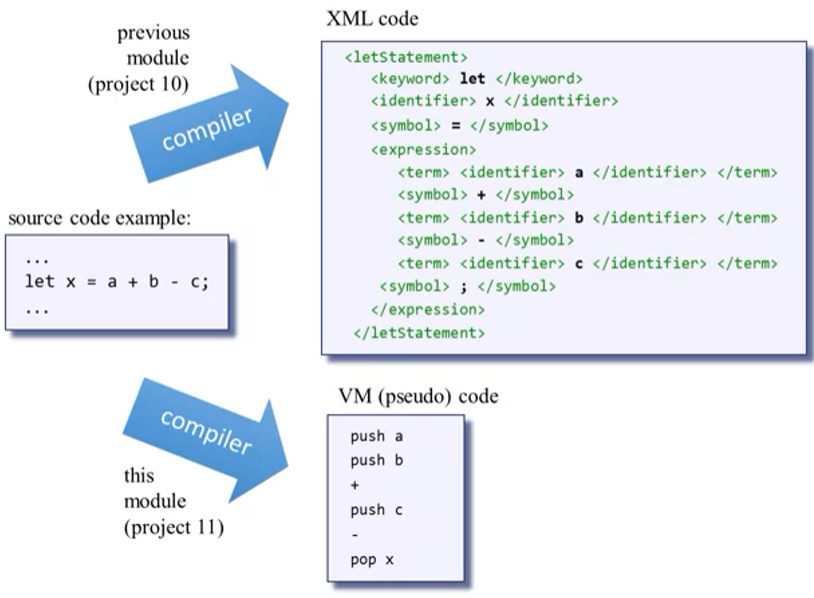 previous
module
(project 10)
compiler
XML code
<letStatement>
<keyword> let </keyword>
<identifier> x </identifier>
<symbol> = </symbol>
<expression>
<term> <identifier> a </identifier> </term>
<symbol> + </symbol>
<term> <identifier> b </identifier> </term>
<symbol> - </symbol>
<term> <identifier> c </identifier> </term>
<symbol> ; </symbol>
</expression>
</letStatement>
source code example:
...
let x = a + b - c;
...
compiler
this
module
(project 11)
VM (pseudo) code
push a
push b
+
push c
-
pop x